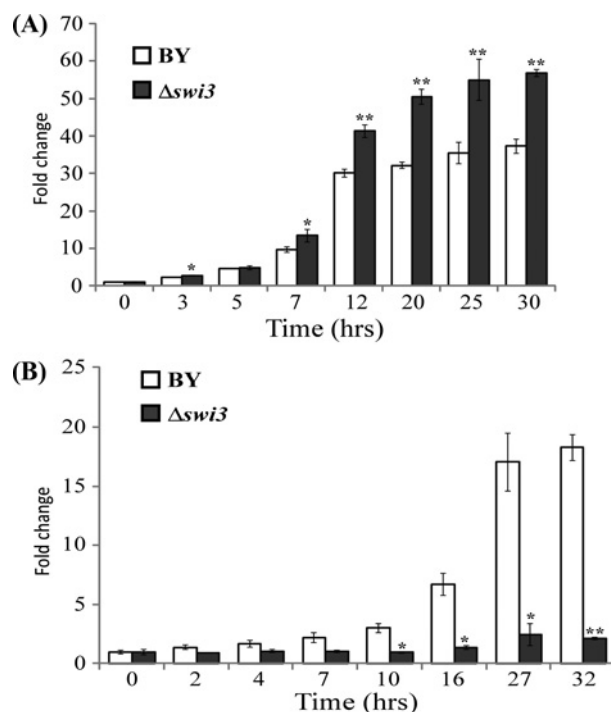 (A)
BY
Δswi3
Fold change
70
60
50
40
30
20
10
0
* * ** ** ** **
0 3 5 7 12 20 25 30
Time (hrs)
(B)
BY
Δswi3
Fold change
25
20
15
10
5
0
* * * **
0 2 4 7 10 16 27 32
Time (hrs)